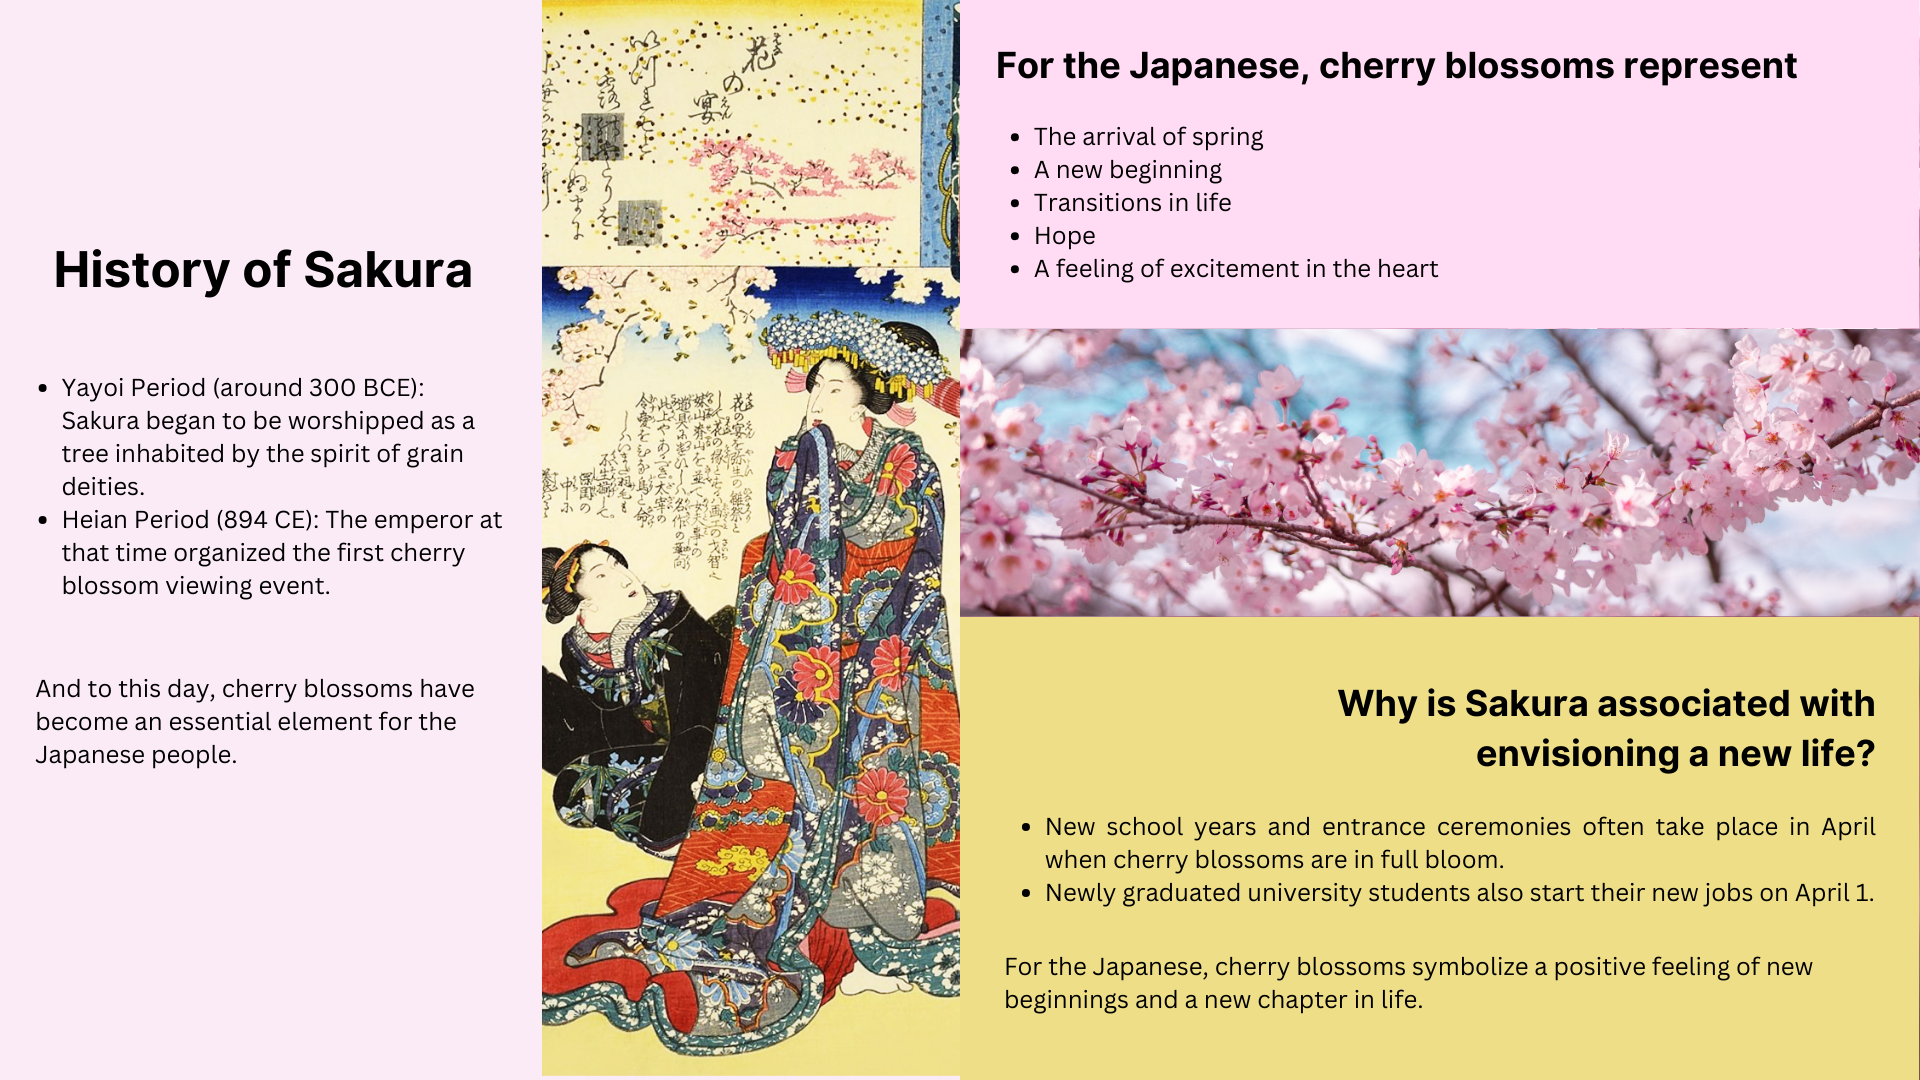 History of Sakura
• Yayoi Period (around 300 BCE):
Sakura began to be worshipped as a
tree inhabited by the spirit of grain
deities.
• Heian Period (894 CE): The emperor at
that time organized the first cherry
blossom viewing event.
And to this day, cherry blossoms have
become an essential element for the
Japanese people.
花の宴
For the Japanese, cherry blossoms represent
• The arrival of spring
• A new beginning
• Transitions in life
• Hope
• A feeling of excitement in the heart
Why is Sakura associated with
envisioning a new life?
• New school years and entrance ceremonies often take place in April
when cherry blossoms are in full bloom.
• Newly graduated university students also start their new jobs on April 1.
For the Japanese, cherry blossoms symbolize a positive feeling of new
beginnings and a new chapter in life.